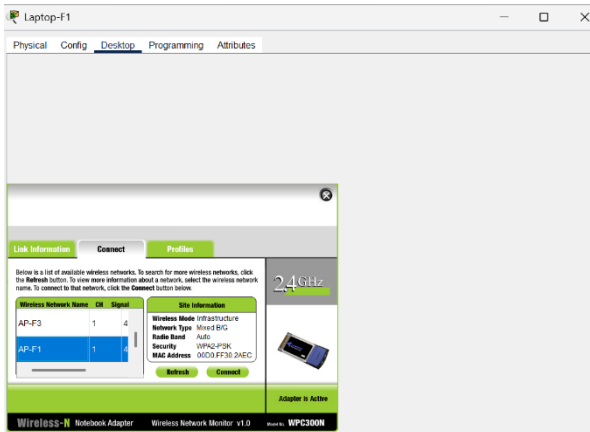 Laptop-F1
Physical Config Desktop Programming Attributes
Link Information Connect Profiles
Below is a list of available wireless networks. To search for more wireless networks, click
the Refresh button. To view more information about a network, select the wireless network
name. To connect to that network, click the Connect button below.
2.4GHz
Wireless Network Name CH Signal
AP-F3 1 4
AP-F1 1 4
Site Information
Wireless Mode Infrastructure
Network Type Mixed B/G
Radio Band Auto
Security WPA2-PSK
MAC Address 00D0.FF30.2AEC
Refresh Connect
Adapter is Active
Wireless-N Notebook Adapter Wireless Network Monitor v1.0 Model No. WPC300N